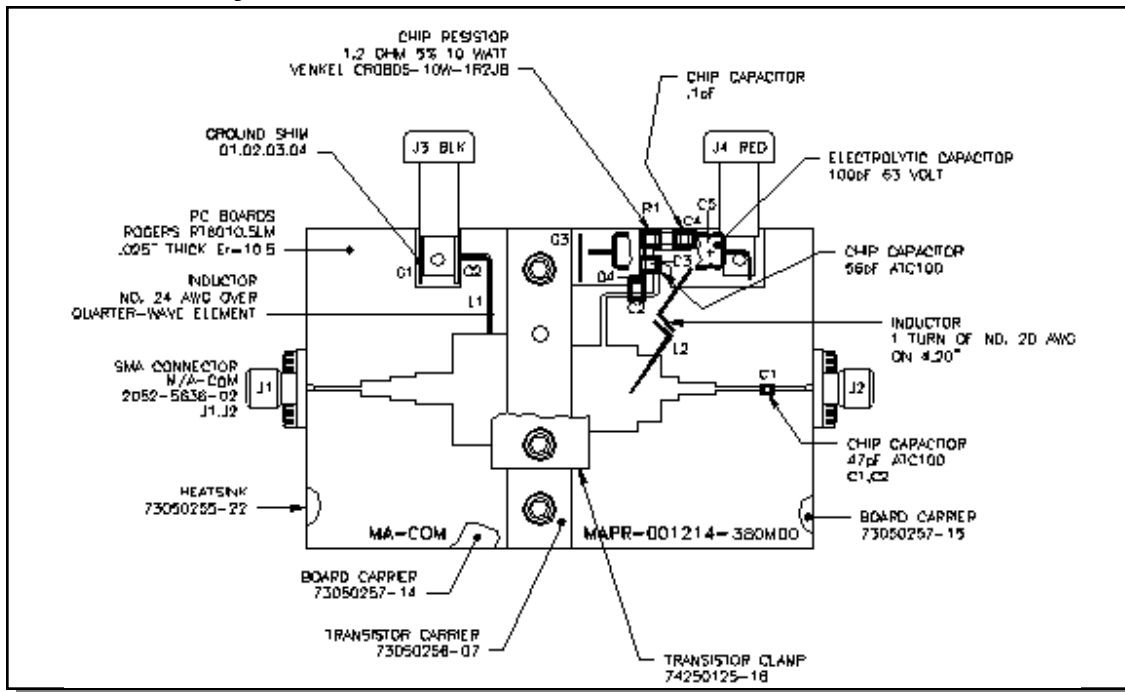 CHIP RESISTOR
1.2 OHM 5% 10 WATT
VENKEL CR0805-10W-1R2JB
CHIP CAPACITOR
.1pF
GROUND SHIM
01.02.03.04
J3 BLK
J4 RED
ELECTROLYTIC CAPACITOR
100pF 63 VOLT
PC BOARDS
ROGERS RT6010.5LM
.025" THICK Er=10.5
R1
C5
C4
G3
C3
G1
G2
G4
C2
CHIP CAPACITOR
56pF ATC100
INDUCTOR
NO. 24 AWG OVER
QUARTER-WAVE ELEMENT
L1
L2
INDUCTOR
1 TURN OF NO. 20 AWG
ON 4.20"
SMA CONNECTOR
M/A-COM
2052-5636-02
J1.J2
J1
C1
J2
CHIP CAPACITOR
47pF ATC100
C1,C2
HEATSINK
73050255-22
MA-COM
MAPR-001214-380M00
BOARD CARRIER
73050257-15
BOARD CARRIER
73050257-14
TRANSISTOR CARRIER
73050256-07
TRANSISTOR CLAMP
74250125-16